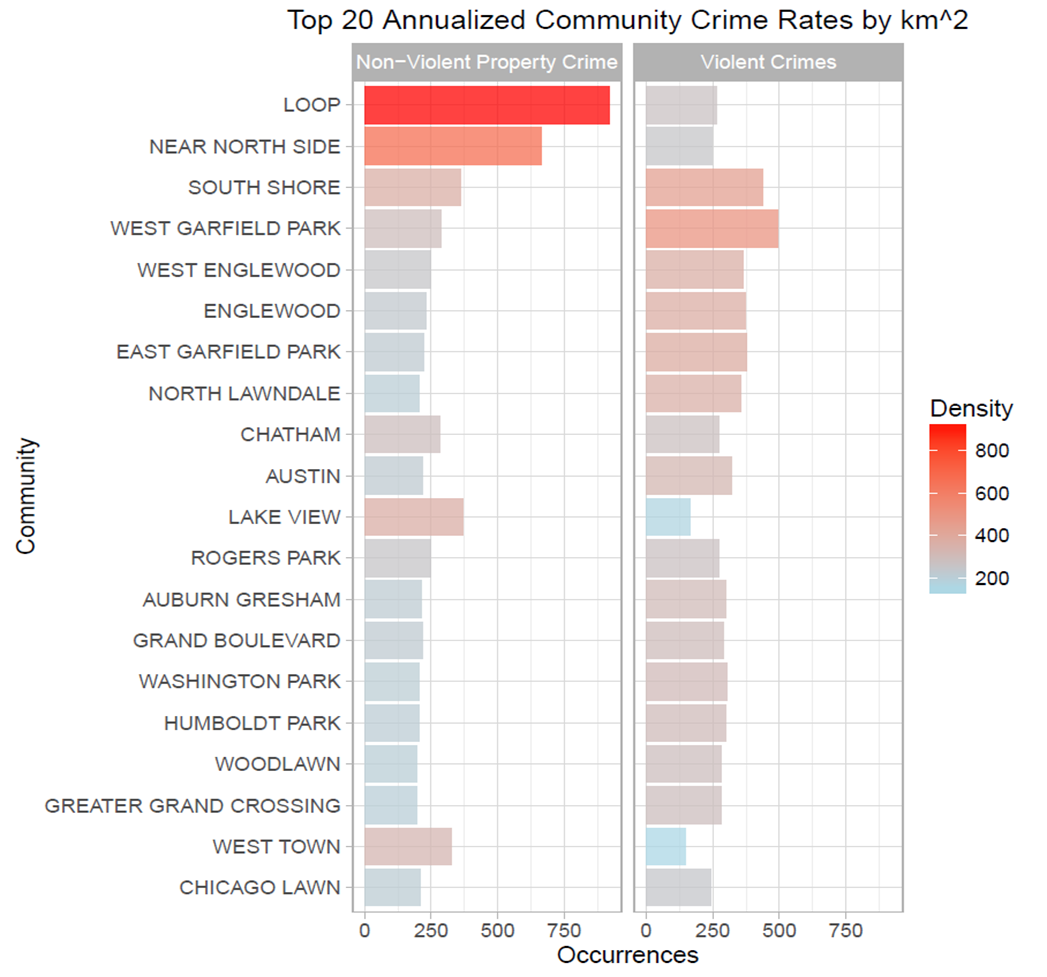 Top 20 Annualized Community Crime Rates by km^2
Non−Violent Property Crime
Violent Crimes
LOOP
NEAR NORTH SIDE
SOUTH SHORE
WEST GARFIELD PARK
WEST ENGLEWOOD
ENGLEWOOD
EAST GARFIELD PARK
NORTH LAWNDALE
CHATHAM
AUSTIN
LAKE VIEW
ROGERS PARK
AUBURN GRESHAM
GRAND BOULEVARD
WASHINGTON PARK
HUMBOLDT PARK
WOODLAWN
GREATER GRAND CROSSING
WEST TOWN
CHICAGO LAWN
Community
0 250 500 750
0 250 500 750
Occurrences
Density
800
600
400
200